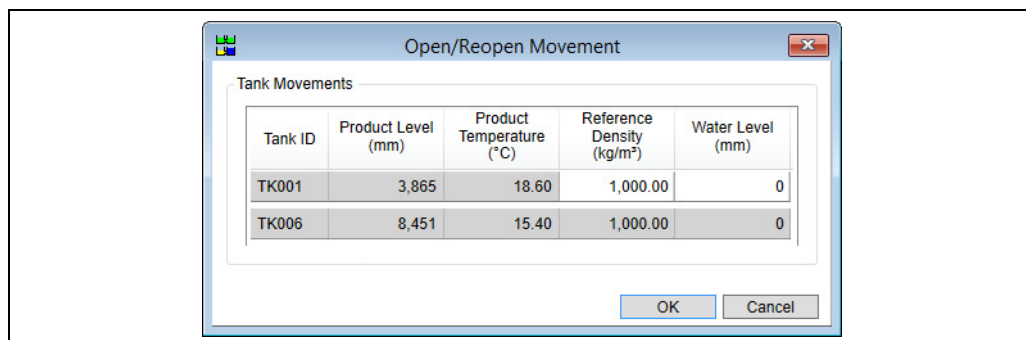 Open/Reopen Movement
Tank Movements
Tank ID Product Level (mm) Product Temperature (°C) Reference Density (kg/m³) Water Level (mm)
TK001 3,865 18.60 1,000.00 0
TK006 8,451 15.40 1,000.00 0
OK Cancel